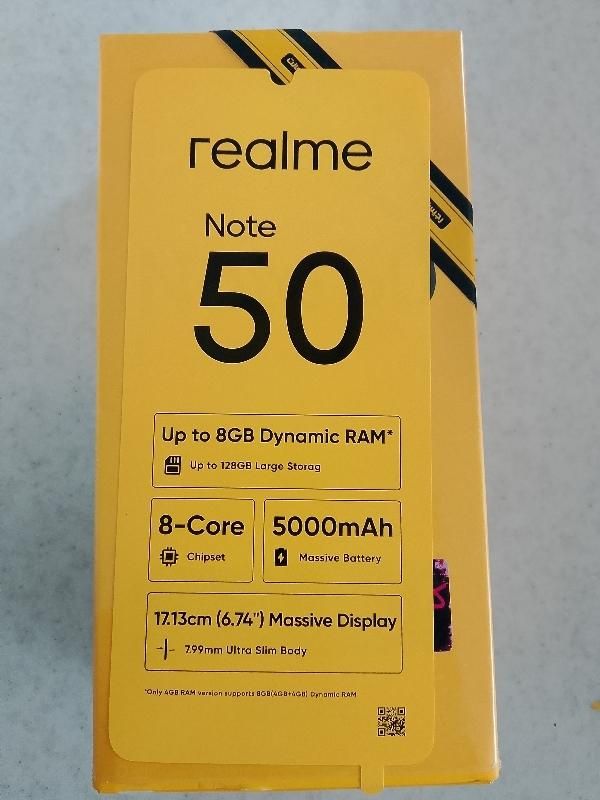 realme
Note
50
Up to 8GB Dynamic RAM*
Up to 128GB Large Storag
8-Core
Chipset
5000mAh
Massive Battery
17.13cm (6.74") Massive Display
7.99mm Ultra Slim Body
*Only 4GB RAM version supports 8GB(4GB+4GB) Dynamic RAM